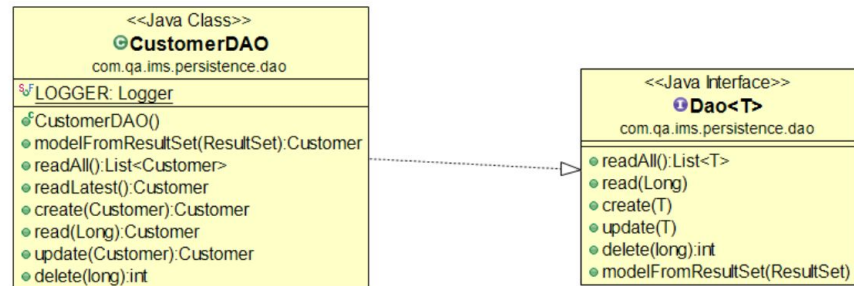 <<Java Class>>
CustomerDAO
com.qa.ims.persistence.dao
LOGGER: Logger
CustomerDAO()
modelFromResultSet(ResultSet):Customer
readAll():List<Customer>
readLatest():Customer
create(Customer):Customer
read(Long):Customer
update(Customer):Customer
delete(long):int
<<Java Interface>>
Dao<T>
com.qa.ims.persistence.dao
readAll():List<T>
read(Long)
create(T)
update(T)
delete(long):int
modelFromResultSet(ResultSet)